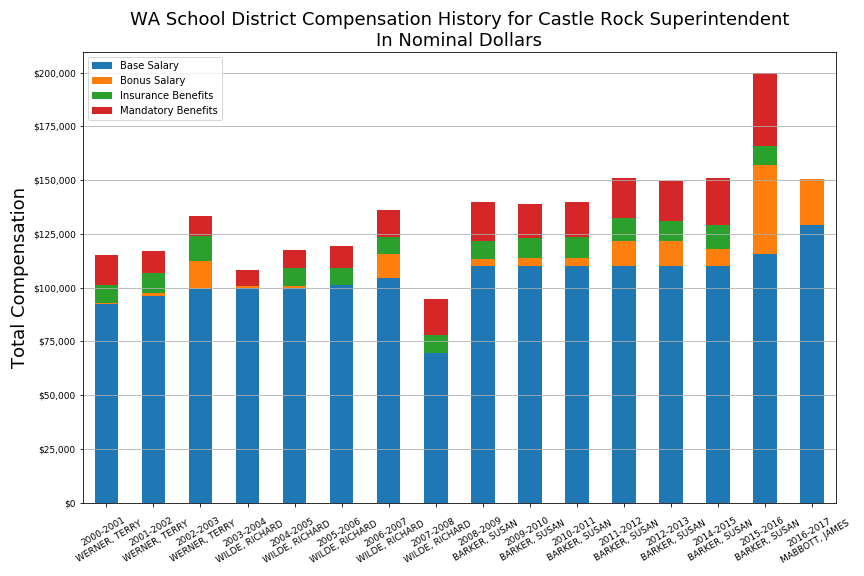 WA School District Compensation History for Castle Rock Superintendent
In Nominal Dollars
Base Salary
Bonus Salary
Insurance Benefits
Mandatory Benefits
Total Compensation
$200,000
$175,000
$150,000
$125,000
$100,000
$75,000
$50,000
$25,000
$0
2000-2001
WERNER, TERRY
2001-2002
WERNER, TERRY
2002-2003
WERNER, TERRY
2003-2004
WILDE, RICHARD
2004-2005
WILDE, RICHARD
2005-2006
WILDE, RICHARD
2006-2007
WILDE, RICHARD
2007-2008
WILDE, RICHARD
2008-2009
BARKER, SUSAN
2009-2010
BARKER, SUSAN
2010-2011
BARKER, SUSAN
2011-2012
BARKER, SUSAN
2012-2013
BARKER, SUSAN
2014-2015
BARKER, SUSAN
2015-2016
BARKER, SUSAN
2016-2017
MABBOTT, JAMES